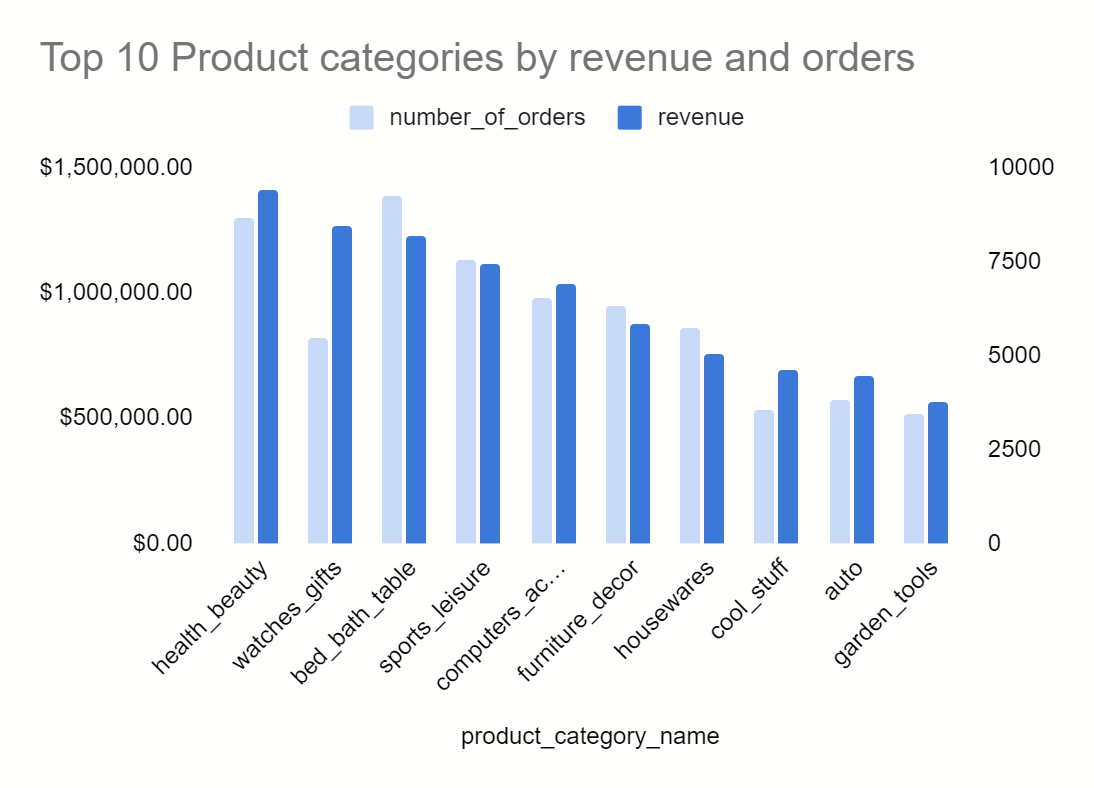 Top 10 Product categories by revenue and orders
number_of_orders revenue
$1,500,000.00
$1,000,000.00
$500,000.00
$0.00
10000
7500
5000
2500
0
health_beauty
watches_gifts
bed_bath_table
sports_leisure
computers_ac...
furniture_decor
housewares
cool_stuff
auto
garden_tools
product_category_name